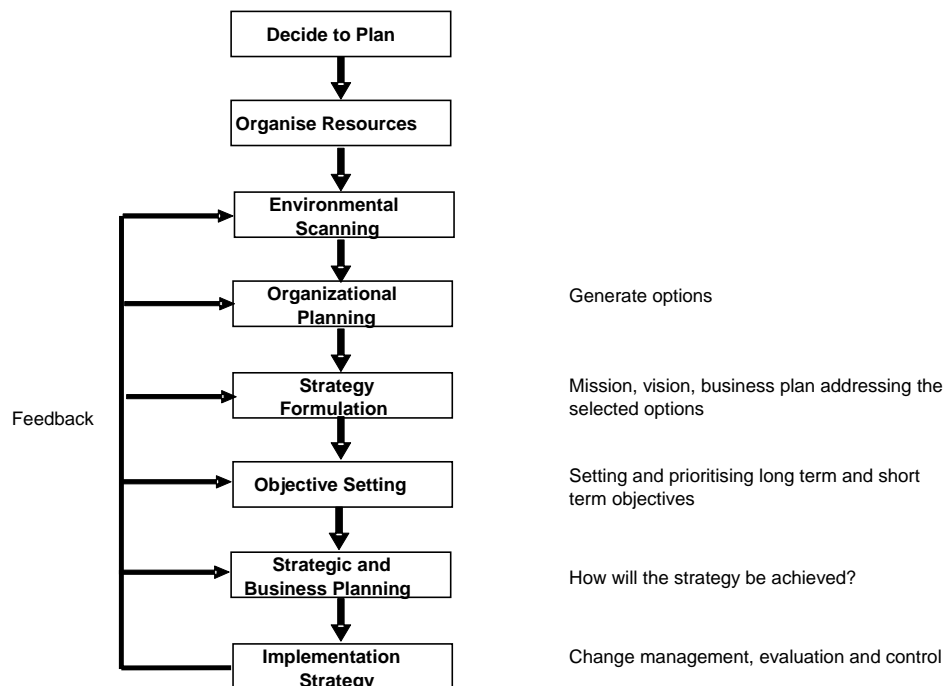 Decide to Plan
Organise Resources
Environmental
Scanning
Organizational
Planning
Generate options
Strategy
Formulation
Mission, vision, business plan addressing the
selected options
Feedback
Objective Setting
Setting and prioritising long term and short
term objectives
Strategic and
Business Planning
How will the strategy be achieved?
Implementation
Strategy
Change management, evaluation and control